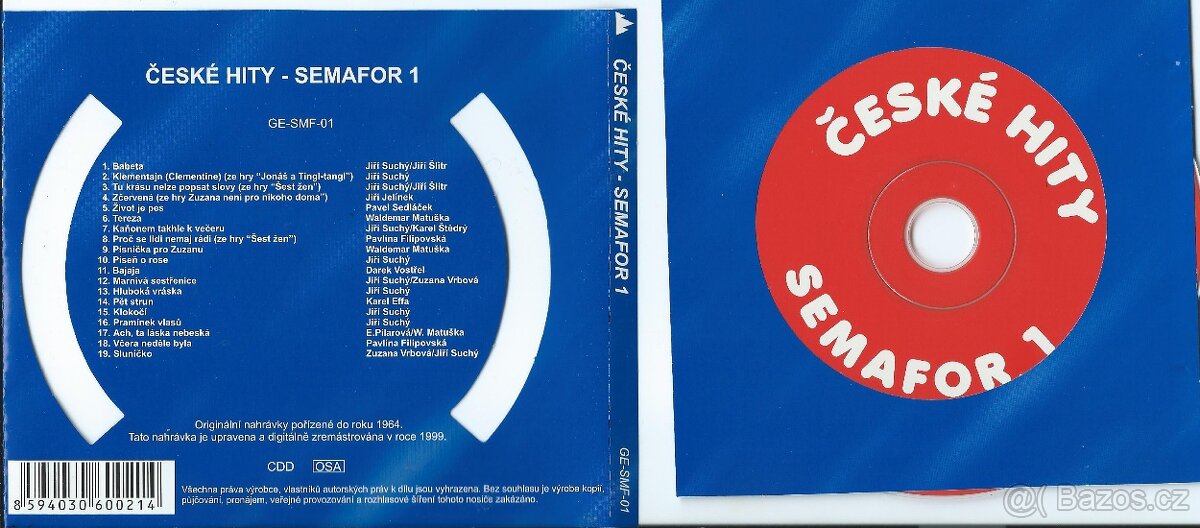 ČESKÉ HITY - SEMAFOR 1
GE-SMF-01
1. Babeta Jiří Suchý/Jiří Šlitr
2. Klementajn (Clementine) (ze hry "Jonáš a Tingl-tangl") Jiří Suchý
3. Tu krásu nelze popsat slovy (ze hry "Šest žen") Jiří Suchý/Jiří Šlitr
4. Zčervená (ze hry Zuzana není pro nikoho doma") Jiří Jelínek
5. Život je pes Pavel Sedláček
6. Tereza Waldemar Matuška
7. Kaňonem takhle k večeru Jiří Suchý/Karel Štědrý
8. Proč se lidi nemaj rádi (ze hry "Šest žen") Pavlína Filipovská
9. Písnička pro Zuzanu Waldemar Matuška
10. Píseň o rose Jiří Suchý
11. Bajaja Darek Vostřel
12. Marnivá sestřenice Jiří Suchý/Zuzana Vrbová
13. Hluboká vráska Jiří Suchý
14. Pět strun Karel Effa
15. Klokočí Jiří Suchý
16. Pramínek vlasů Jiří Suchý
17. Ach, ta láska nebeská E.Pilarová/W. Matuška
18. Včera neděle byla Pavlína Filipovská
19. Sluníčko Zuzana Vrbová/Jiří Suchý
Originální nahrávky pořízené do roku 1964.
Tato nahrávka je upravena a digitálně zremástrována v roce 1999.
CDD OSA
Všechna práva výrobce, vlastníků autorských práv k dílu jsou vyhrazena. Bez souhlasu je výrobe kopií,
půjčování, pronájem, veřejné provozování a rozhlasové šíření tohoto nosiče zakázáno.
8 594030 600214
ČESKÉ HITY - SEMAFOR 1
GE-SMF-01
ČESKÉ HITY
SEMAFOR 1
@ Bazos.cz